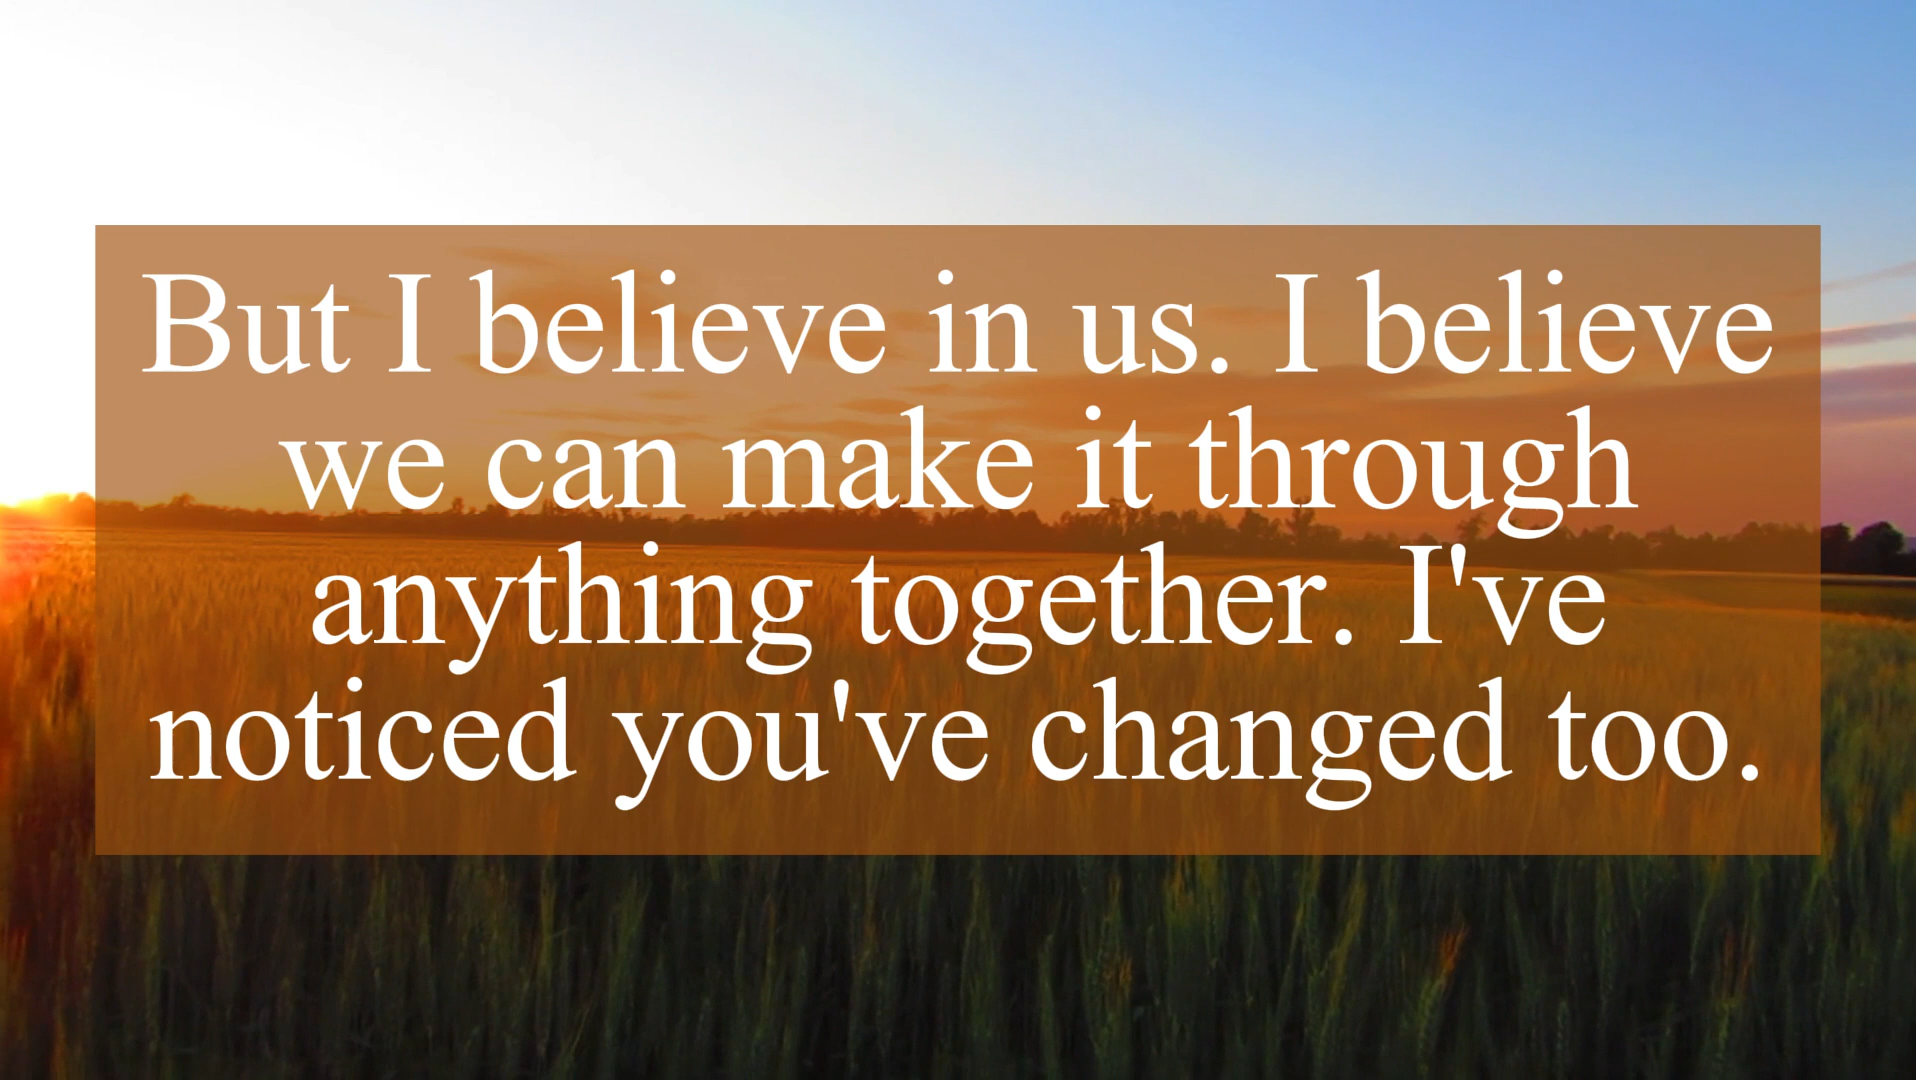 But I believe in us. I believe
we can make it through
anything together. I've
noticed you've changed too.